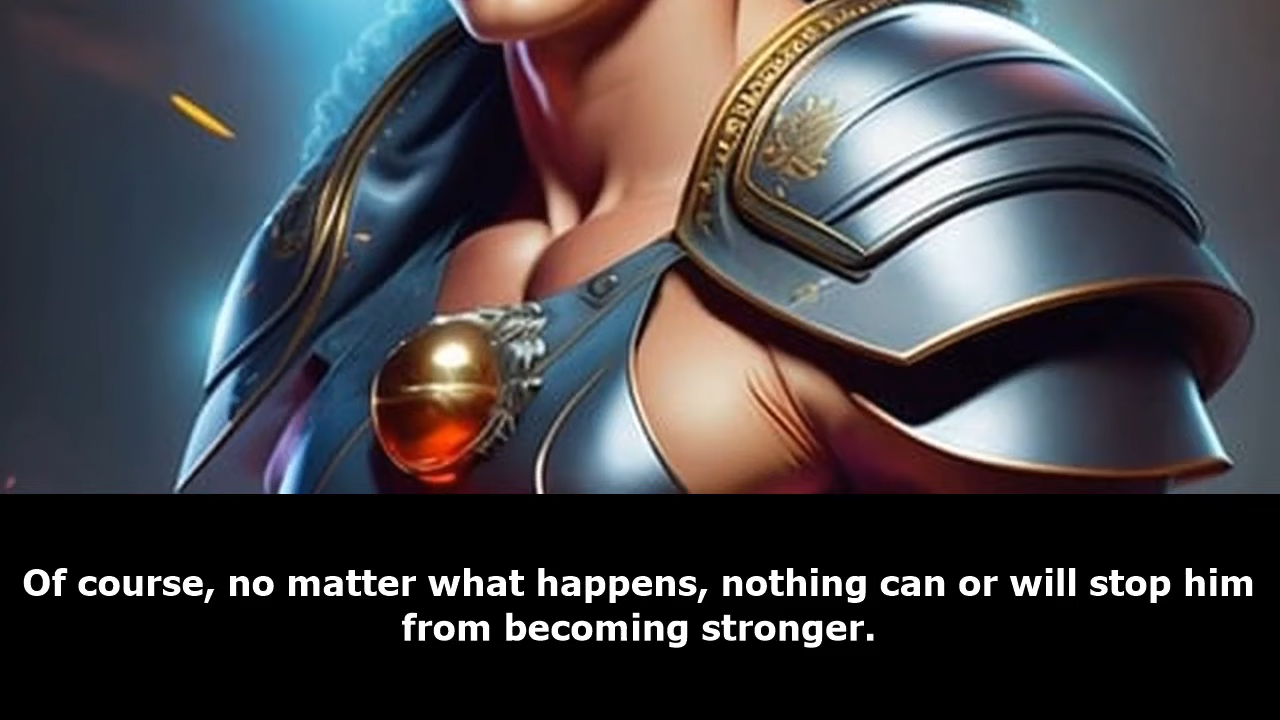 Of course, no matter what happens, nothing can or will stop him
from becoming stronger.